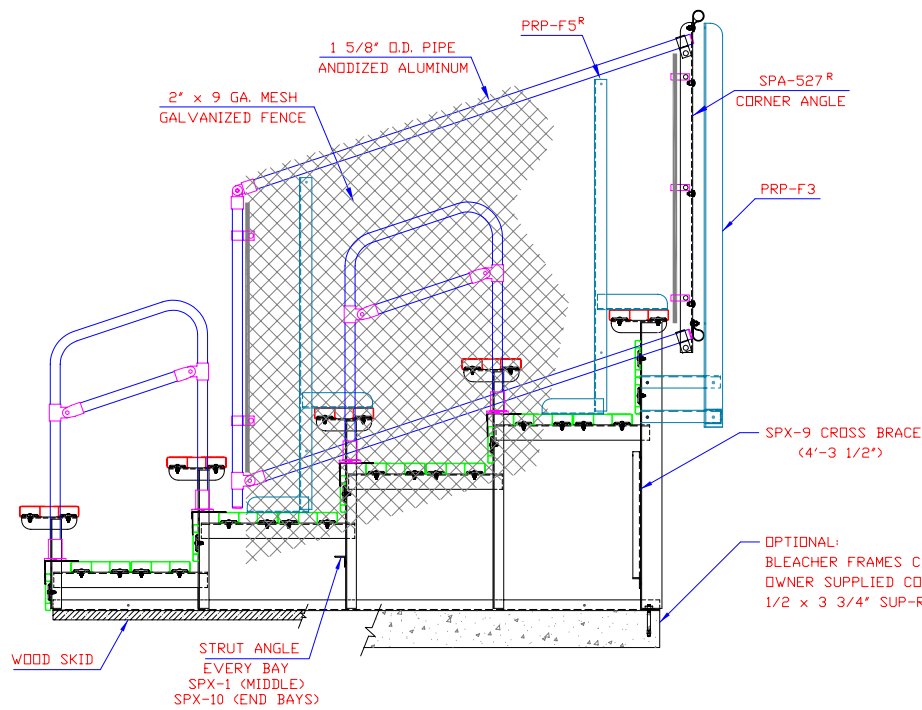 PRP-F5 R
1 5/8" O.D. PIPE
ANODIZED ALUMINUM
2" x 9 GA. MESH
GALVANIZED FENCE
SPA-527 R
CORNER ANGLE
PRP-F3
SPX-9 CROSS BRACE
(4'-3 1/2")
OPTIONAL:
BLEACHER FRAMES C
OWNER SUPPLIED CO
1/2 x 3 3/4" SUP-R
WOOD SKID
STRUT ANGLE
EVERY BAY
SPX-1 (MIDDLE)
SPX-10 (END BAYS)